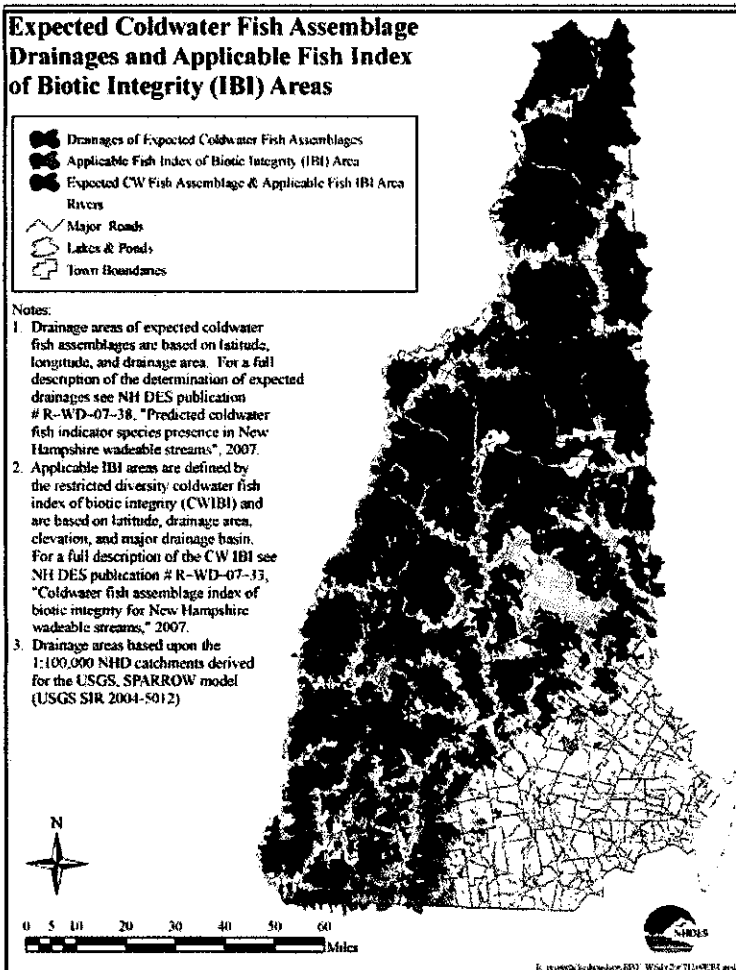 Expected Coldwater Fish Assemblage
Drainages and Applicable Fish Index
of Biotic Integrity (IBI) Areas
Drainages of Expected Coldwater Fish Assemblages
Applicable Fish Index of Biotic Integrity (IBI) Area
Expected CW Fish Assemblage & Applicable Fish IBI Area
Rivers
Major Roads
Lakes & Ponds
Town Boundaries
Notes:
1. Drainage areas of expected coldwater
fish assemblages are based on latitude,
longitude, and drainage area. For a full
description of the determination of expected
drainages see NH DES publication
# R-WD-07-38, "Predicted coldwater
fish indicator species presence in New
Hampshire wadeable streams", 2007.
2. Applicable IBI areas are defined by
the restricted diversity coldwater fish
index of biotic integrity (CWIBI) and
are based on latitude, drainage area,
elevation, and major drainage basin.
For a full description of the CW IBI see
NH DES publication # R-WD-07-33,
"Coldwater fish assemblage index of
biotic integrity for New Hampshire
wadeable streams," 2007.
3. Drainage areas based upon the
1:100,000 NHD catchments derived
for the USGS, SPARROW model
(USGS SIR 2004-5012)
N
0 5 10 20 30 40 50 60
Miles
NHDES